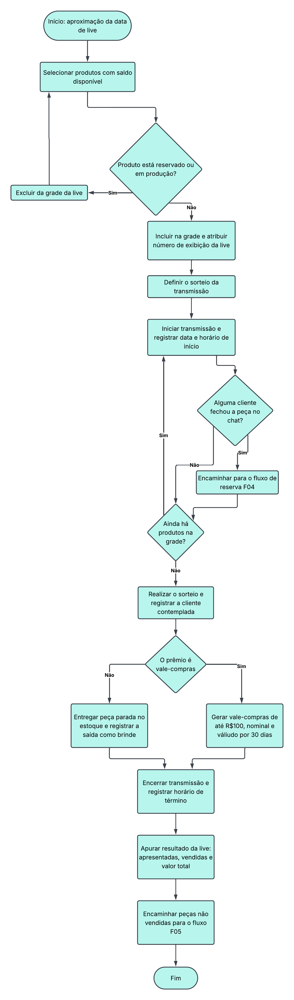 Início: aproximação da data
de live
Selecionar produtos com saldo
disponível
Produto está reservado ou
em produção?
Excluir da grade da live
Sim
Não
Incluir na grade e atribuir
número de exibição da live
Definir o sorteio da
transmissão
Iniciar transmissão e
registrar data e horário de
início
Alguma cliente
fechou a peça no
chat?
Sim
Sim
Não
Encaminhar para o fluxo de
reserva F04
Ainda há
produtos na
grade?
Não
Realizar o sorteio e
registrar a cliente
contemplada
O prêmio é
vale-compras
Sim
Não
Entregar peça parada no
estoque e registrar a
saída como brinde
Gerar vale-compras de
até R$100, nominal e
váliudo por 30 dias
Encerrar transmissão e
registrar horário de
término
Apurar resultado da live:
apresentadas, vendidas e
valor total
Encaminhar peças não
vendidas para o fluxo
F05
Fim